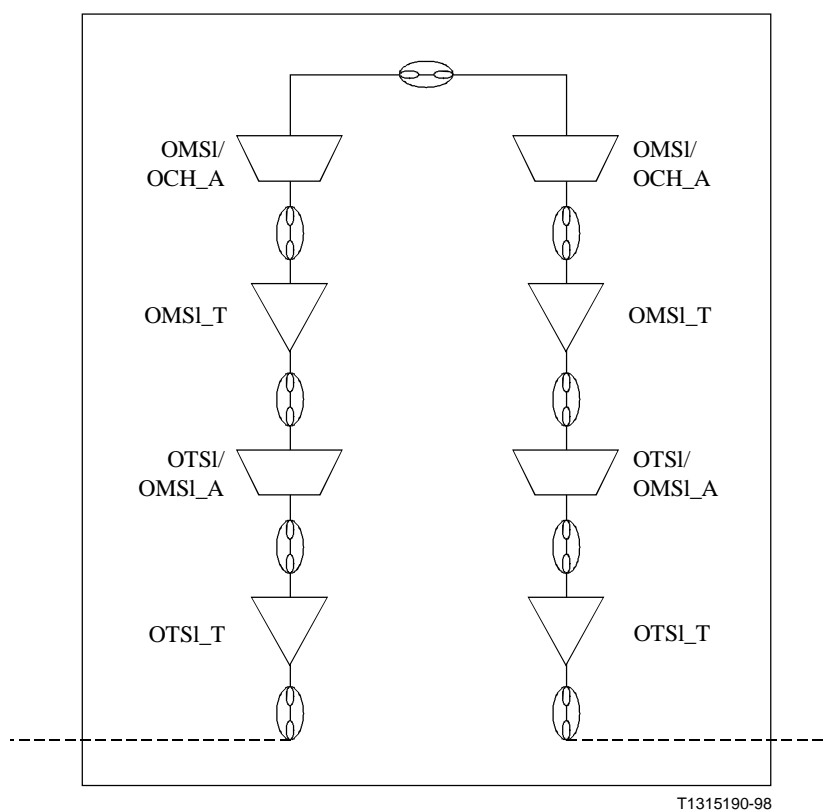 OMSl/
OCH_A
OMSl/
OCH_A
OMSl_T
OMSl_T
OTSl/
OMSl_A
OTSl/
OMSl_A
OTSl_T
OTSl_T
T1315190-98